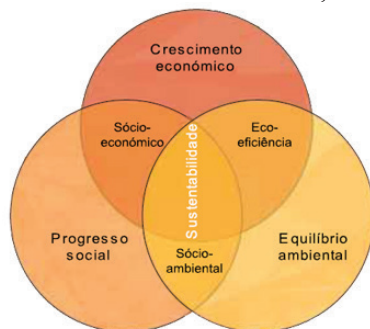 Crescimento
económico
Sócio-
económico
Eco-
eficiência
Sustentabilidade
Progresso
social
Equilíbrio
ambiental
Sócio-
ambiental